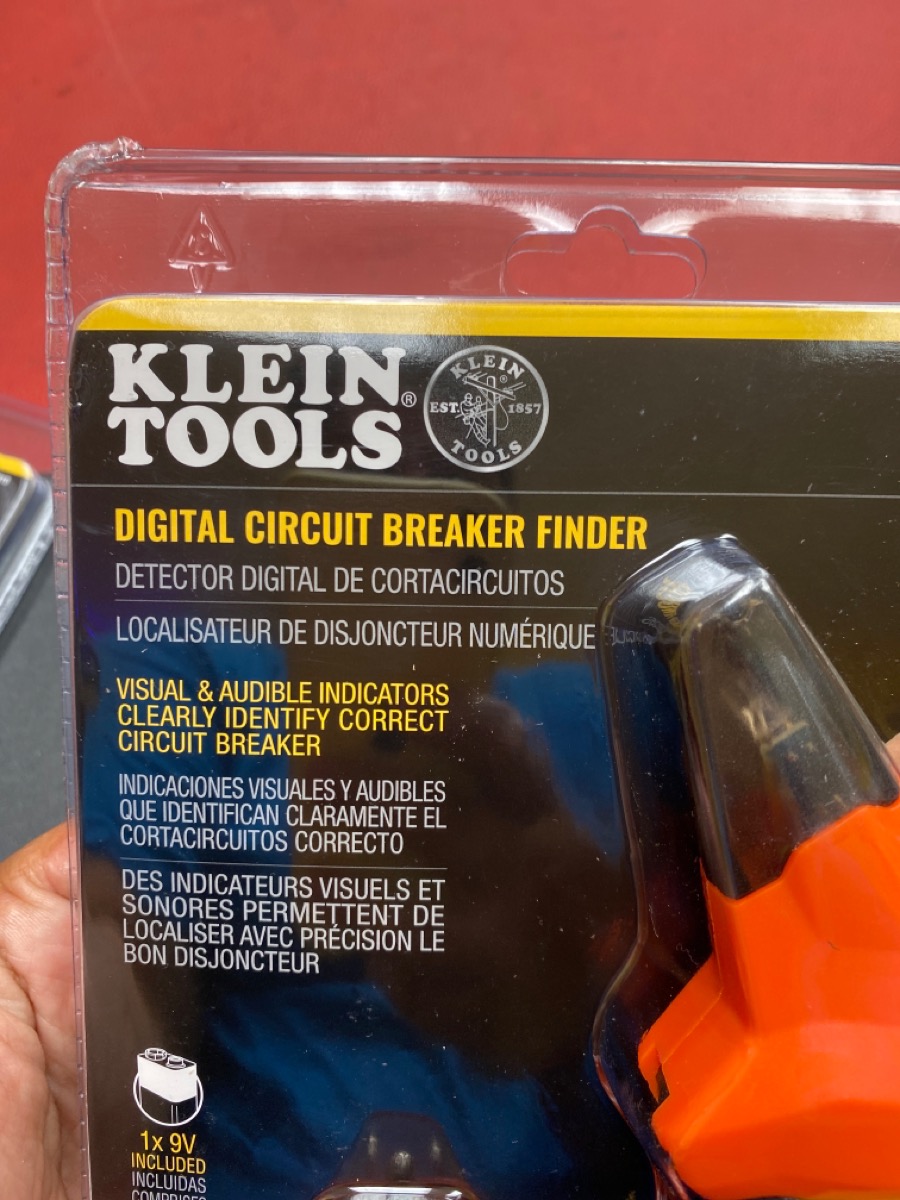 KLEIN
TOOLS®
KLEIN
®
EST. 1857
TOOLS
DIGITAL CIRCUIT BREAKER FINDER
DETECTOR DIGITAL DE CORTACIRCUITOS
LOCALISATEUR DE DISJONCTEUR NUMÉRIQUE
VISUAL & AUDIBLE INDICATORS
CLEARLY IDENTIFY CORRECT
CIRCUIT BREAKER
INDICACIONES VISUALES Y AUDIBLES
QUE IDENTIFICAN CLARAMENTE EL
CORTACIRCUITOS CORRECTO
DES INDICATEURS VISUELS ET
SONORES PERMETTENT DE
LOCALISER AVEC PRÉCISION LE
BON DISJONCTEUR
1x 9V
INCLUDED
INCLUIDAS
COMPRISES